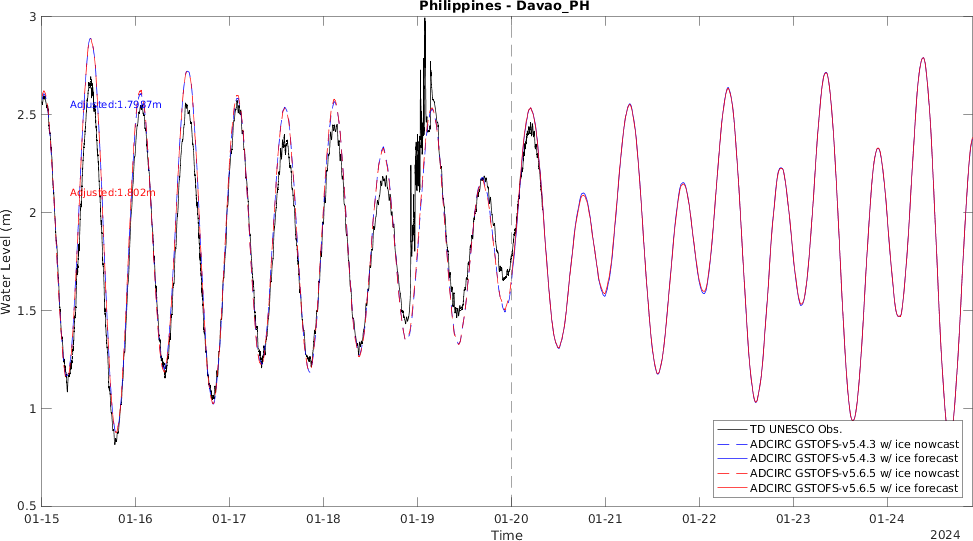 Philippines - Davao_PH
3
2.5
2
1.5
1
0.5
Water Level (m)
Adjusted:1.7987m
Adjusted:1.802m
TD UNESCO Obs.
ADCIRC GSTOFS-v5.4.3 w/ ice nowcast
ADCIRC GSTOFS-v5.4.3 w/ ice forecast
ADCIRC GSTOFS-v5.6.5 w/ ice nowcast
ADCIRC GSTOFS-v5.6.5 w/ ice forecast
01-15 01-16 01-17 01-18 01-19 01-20 01-21 01-22 01-23 01-24
Time
2024